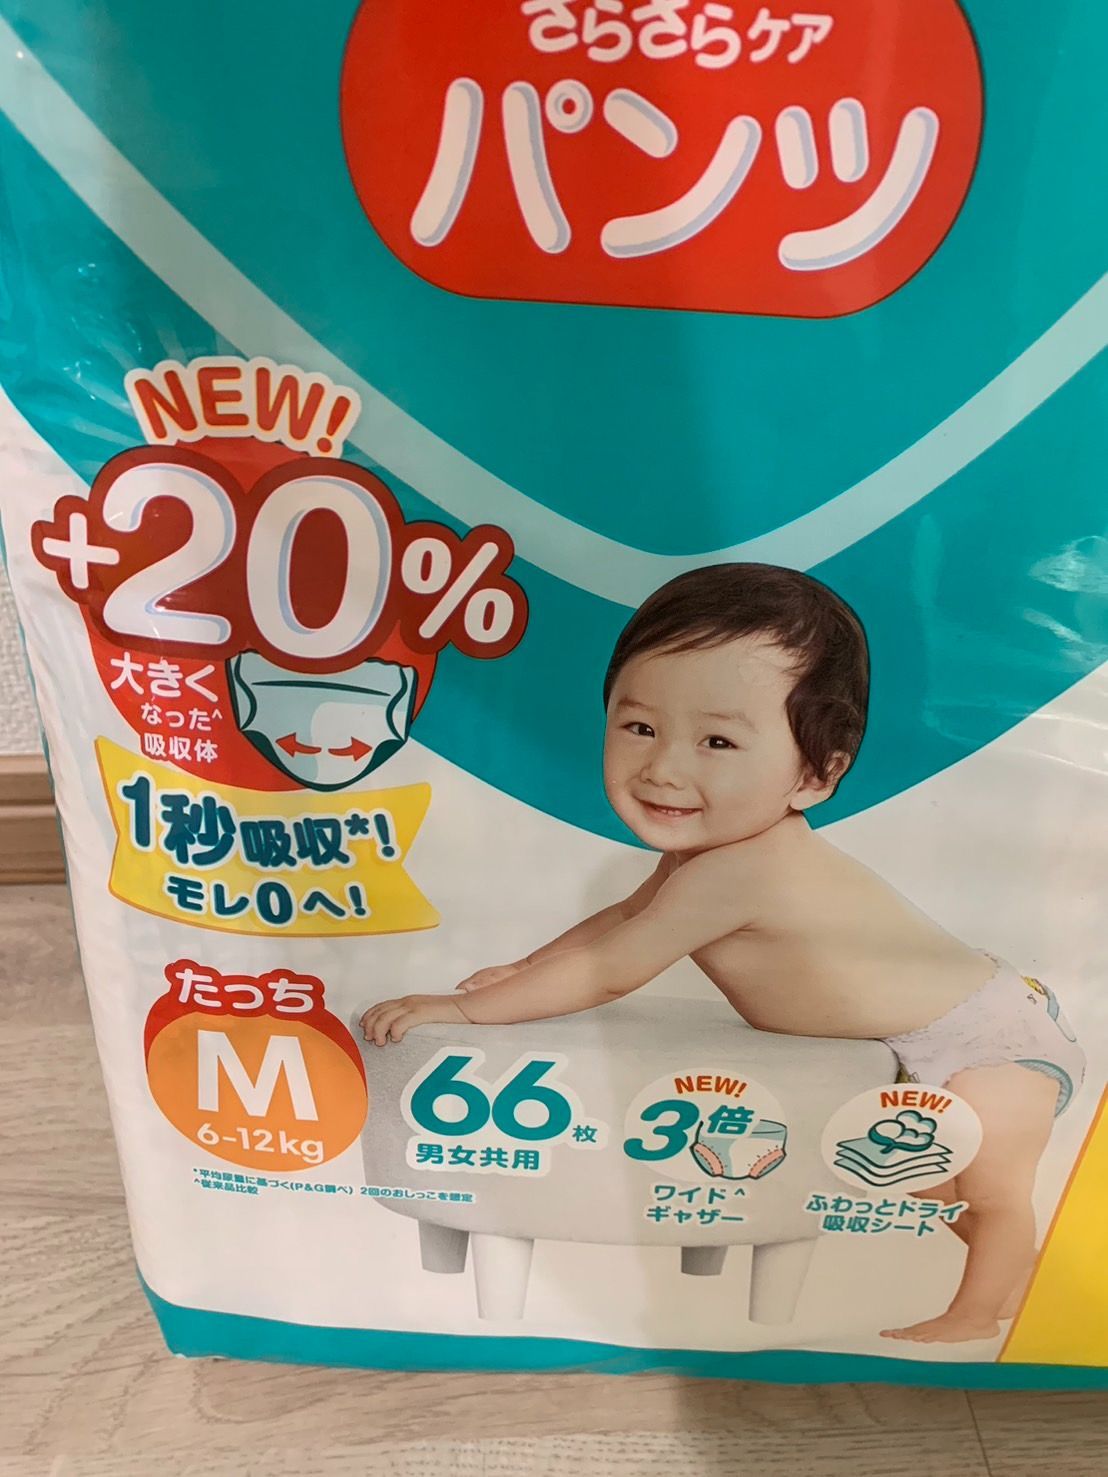 さらさらケア
パンツ
NEW!
+20%
大きく
なった^
吸収体
1秒吸収*!
モレ0へ!
たっち
M
6-12kg
66枚
男女共用
NEW!
3倍
ワイド^
ギャザー
NEW!
ふわっとドライ
吸収シート
*平均尿量に基づく(P&G調べ) 2回のおしっこを想定
^従来品比較